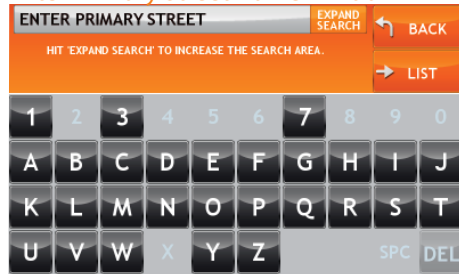 ENTER PRIMARY STREET
EXPAND SEARCH
BACK
HIT 'EXPAND SEARCH' TO INCREASE THE SEARCH AREA.
LIST
1 2 3 4 5 6 7 8 9 0
A B C D E F G H I J
K L M N O P Q R S T
U V W X Y Z SPC DEL